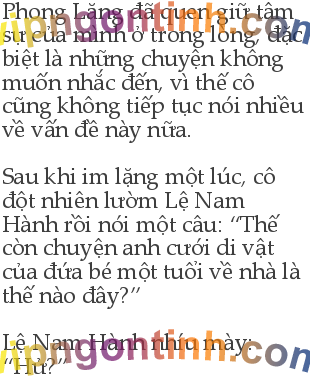 Phong Lăng đã quen giữ tâm
sự của mình ở trong lòng, đặc
biệt là những chuyện không
muốn nhắc đến, vì thế cô
cũng không tiếp tục nói nhiều
về vấn đề này nữa.
Sau khi im lặng một lúc, cô
đột nhiên lườm Lệ Nam
Hành rồi nói một câu: “Thế
còn chuyện anh cưới di vật
của đứa bé một tuổi về nhà là
thế nào đây?”
Lệ Nam Hành nhíu mày:
“Hử?”
vipngontinh.com
vipngontinh.com